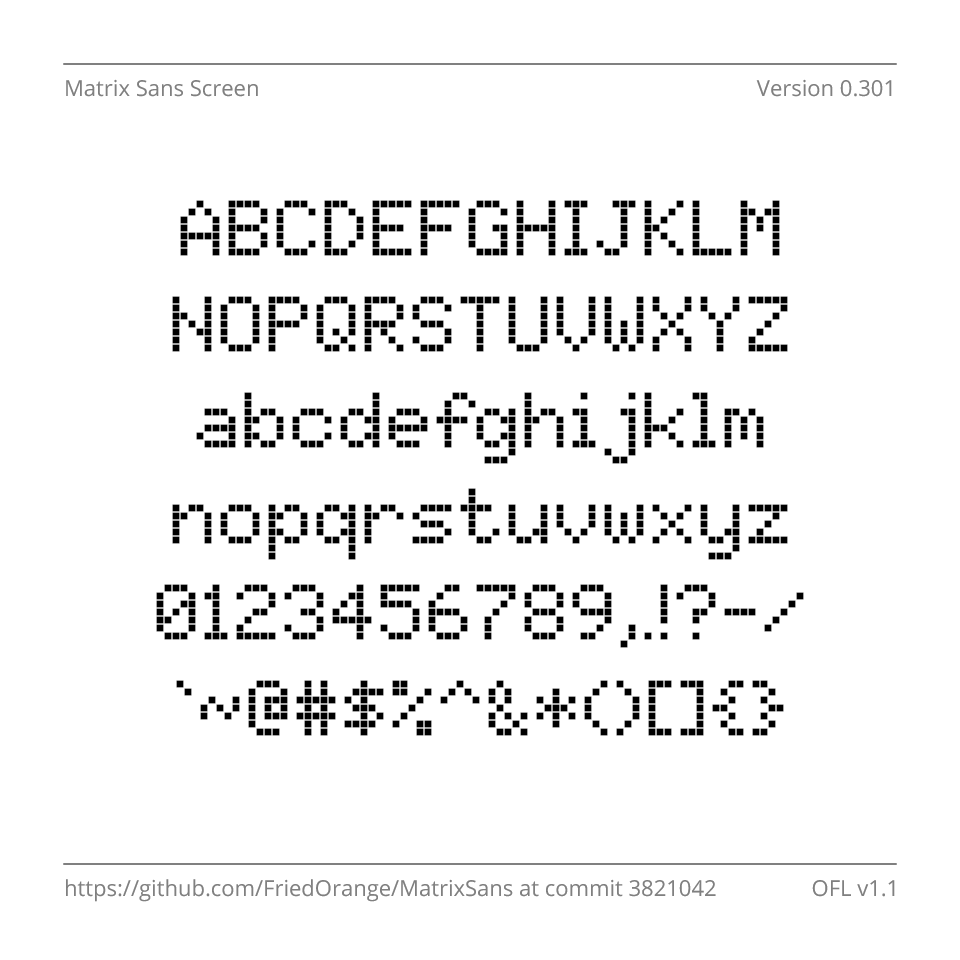 Matrix Sans Screen
Version 0.301
ABCDEFGHIJKLM
NOPQRSTUVWXYZ
abcdefghijklm
nopqrstuvwxyz
0123456789,.!?-/
`~@#$%^&*()[]{}
https://github.com/FriedOrange/MatrixSans at commit 3821042
OFL v1.1